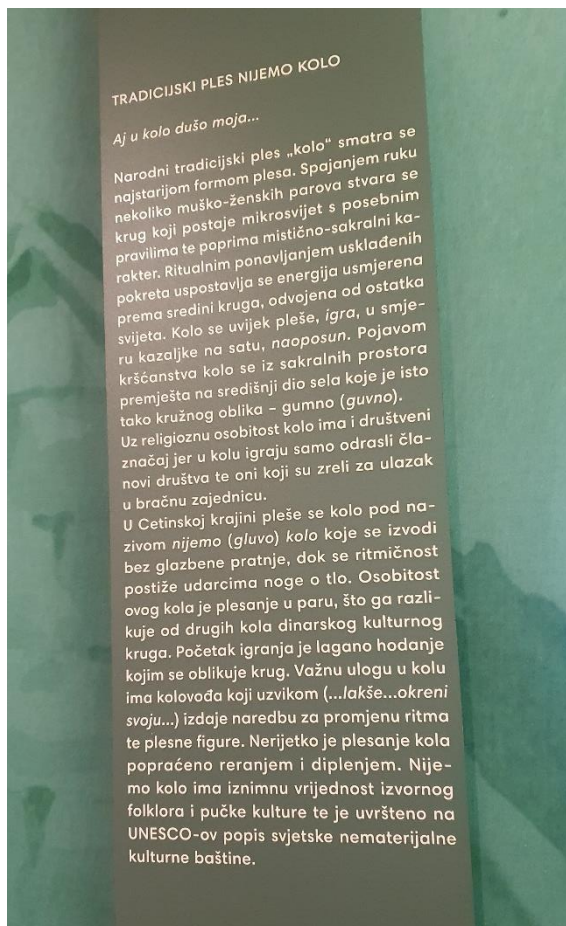 TRADICIJSKI PLES NIJEMO KOLO
Aj u kolo dušo moja...
Narodni tradicijski ples „kolo“ smatra se
najstarijom formom plesa. Spajanjem ruku
nekoliko muško-ženskih parova stvara se
krug koji postaje mikrosvijet s posebnim
pravilima te poprima mistično-sakralni ka-
rakter. Ritualnim ponavljanjem usklađenih
pokreta uspostavlja se energija usmjerena
prema sredini kruga, odvojena od ostatka
svijeta. Kolo se uvijek pleše, igra, u smje-
ru kazaljke na satu, naoposun. Pojavom
kršćanstva kolo se iz sakralnih prostora
premješta na središnji dio sela koje je isto
tako kružnog oblika – gumno (guvno).
Uz religioznu osobitost kolo ima i društveni
značaj jer u kolu igraju samo odrasli čla-
novi društva te oni koji su zreli za ulazak
u bračnu zajednicu.
U Cetinskoj krajini pleše se kolo pod na-
zivom nijemo (gluvo) kolo koje se izvodi
bez glazbene pratnje, dok se ritmičnost
postiže udarcima noge o tlo. Osobitost
ovog kola je plesanje u paru, što ga razli-
kuje od drugih kola dinarskog kulturnog
kruga. Početak igranja je lagano hodanje
kojim se oblikuje krug. Važnu ulogu u kolu
ima kolovođa koji uzvikom (...lakše...okreni
svoju...) izdaje naredbu za promjenu ritma
te plesne figure. Nerijetko je plesanje kola
popraćeno reranjem i diplenjem. Nije-
mo kolo ima iznimnu vrijednost izvornog
folklora i pučke kulture te je uvršteno na
UNESCO-ov popis svjetske nematerijalne
kulturne baštine.